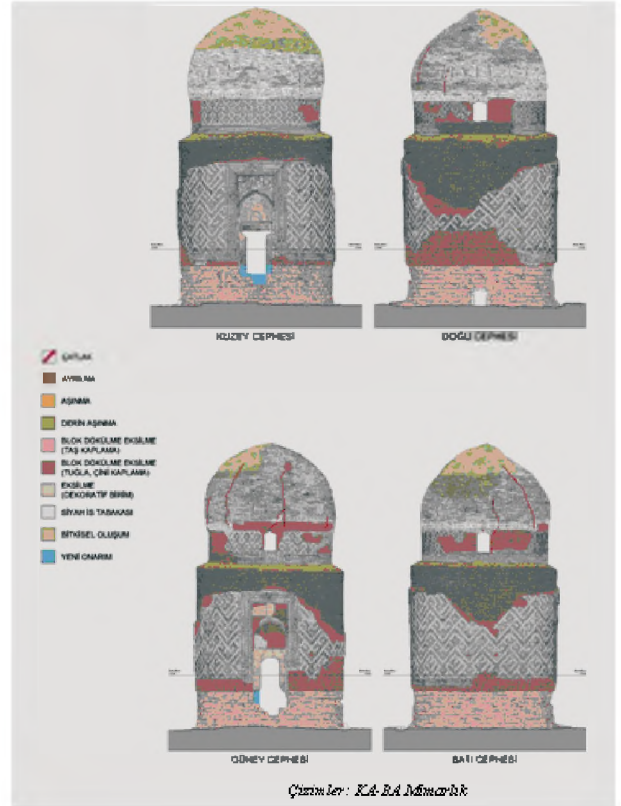 KUZEY CEPHESİ
DOĞU CEPHESİ
ÇATLAK
AYRILMA
AŞINMA
DERİN AŞINMA
BLOK DÖKÜLME EKSİLME
(TAŞ KAPLAMA)
BLOK DÖKÜLME EKSİLME
(TUĞLA, ÇİNİ KAPLAMA)
EKSİLME
(DEKORATİF BİRİM)
SİYAH İS TABAKASI
BİTKİSEL OLUŞUM
YENİ ONARIM
GÜNEY CEPHESİ
BATI CEPHESİ
Çizimler: KA-BA Mimarlık